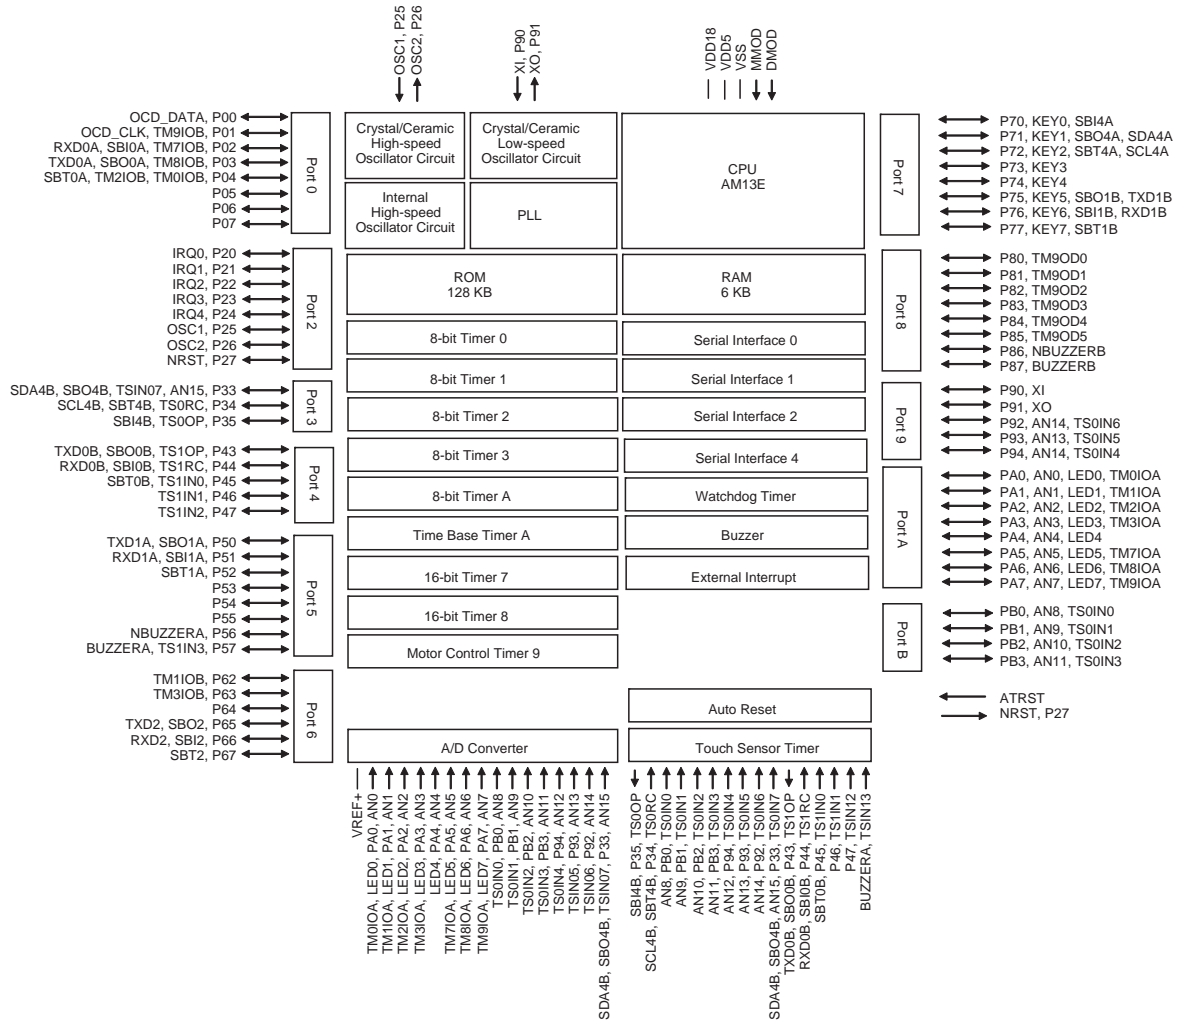 OSC1, P25
OSC2, P26
XI, P90
XO, P91
VDD18
VDD5
VSS
MMOD
DMOD
OCD_DATA, P00
OCD_CLK, TM9IOB, P01
RXD0A, SBI0A, TM7IOB, P02
TXD0A, SBO0A, TM8IOB, P03
SBT0A, TM2IOB, TM0IOB, P04
P05
P06
P07
Port 0
IRQ0, P20
IRQ1, P21
IRQ2, P22
IRQ3, P23
IRQ4, P24
OSC1, P25
OSC2, P26
NRST, P27
Port 2
SDA4B, SBO4B, TSIN07, AN15, P33
SCL4B, SBT4B, TS0RC, P34
SBI4B, TS0OP, P35
Port 3
TXD0B, SBO0B, TS1OP, P43
RXD0B, SBI0B, TS1RC, P44
SBT0B, TS1IN0, P45
TS1IN1, P46
TS1IN2, P47
Port 4
TXD1A, SBO1A, P50
RXD1A, SBI1A, P51
SBT1A, P52
P53
P54
P55
NBUZZERA, P56
BUZZERA, TS1IN3, P57
Port 5
TM1IOB, P62
TM3IOB, P63
P64
TXD2, SBO2, P65
RXD2, SBI2, P66
SBT2, P67
Port 6
Crystal/Ceramic
High-speed
Oscillator Circuit
Crystal/Ceramic
Low-speed
Oscillator Circuit
Internal
High-speed
Oscillator Circuit
PLL
CPU
AM13E
ROM
128 KB
RAM
6 KB
8-bit Timer 0
Serial Interface 0
8-bit Timer 1
Serial Interface 1
8-bit Timer 2
Serial Interface 2
8-bit Timer 3
Serial Interface 4
8-bit Timer A
Watchdog Timer
Time Base Timer A
Buzzer
16-bit Timer 7
External Interrupt
16-bit Timer 8
Motor Control Timer 9
Auto Reset
A/D Converter
Touch Sensor Timer
Port 7
P70, KEY0, SBI4A
P71, KEY1, SBO4A, SDA4A
P72, KEY2, SBT4A, SCL4A
P73, KEY3
P74, KEY4
P75, KEY5, SBO1B, TXD1B
P76, KEY6, SBI1B, RXD1B
P77, KEY7, SBT1B
Port 8
P80, TM9OD0
P81, TM9OD1
P82, TM9OD2
P83, TM9OD3
P84, TM9OD4
P85, TM9OD5
P86, NBUZZERB
P87, BUZZERB
Port 9
P90, XI
P91, XO
P92, AN14, TS0IN6
P93, AN13, TS0IN5
P94, AN14, TS0IN4
Port A
PA0, AN0, LED0, TM0IOA
PA1, AN1, LED1, TM1IOA
PA2, AN2, LED2, TM2IOA
PA3, AN3, LED3, TM3IOA
PA4, AN4, LED4
PA5, AN5, LED5, TM7IOA
PA6, AN6, LED6, TM8IOA
PA7, AN7, LED7, TM9IOA
Port B
PB0, AN8, TS0IN0
PB1, AN9, TS0IN1
PB2, AN10, TS0IN2
PB3, AN11, TS0IN3
ATRST
NRST, P27
VREF+
TM0IOA, LED0, PA0, AN0
TM1IOA, LED1, PA1, AN1
TM2IOA, LED2, PA2, AN2
TM3IOA, LED3, PA3, AN3
LED4, PA4, AN4
TM7IOA, LED5, PA5, AN5
TM8IOA, LED6, PA6, AN6
TM9IOA, LED7, PA7, AN7
TS0IN0, PB0, AN8
TS0IN1, PB1, AN9
TS0IN2, PB2, AN10
TS0IN3, PB3, AN11
TS0IN4, P94, AN12
TSIN05, P93, AN13
TSIN06, P92, AN14
SDA4B, SBO4B, TSIN07, P33, AN15
SBI4B, P35, TS0OP
SCL4B, SBT4B, P34, TS0RC
AN8, PB0, TS0IN0
AN9, PB1, TS0IN1
AN10, PB2, TS0IN2
AN11, PB3, TS0IN3
AN12, P94, TS0IN4
AN13, P93, TS0IN5
AN14, P92, TS0IN6
SDA4B, SBO4B, AN15, P33, TS0IN7
TXD0B, SBO0B, P43, TS1OP
RXD0B, SBI0B, P44, TS1RC
SBT0B, P45, TS1IN0
P46, TS1IN1
P47, TSIN12
BUZZERA, TSIN13